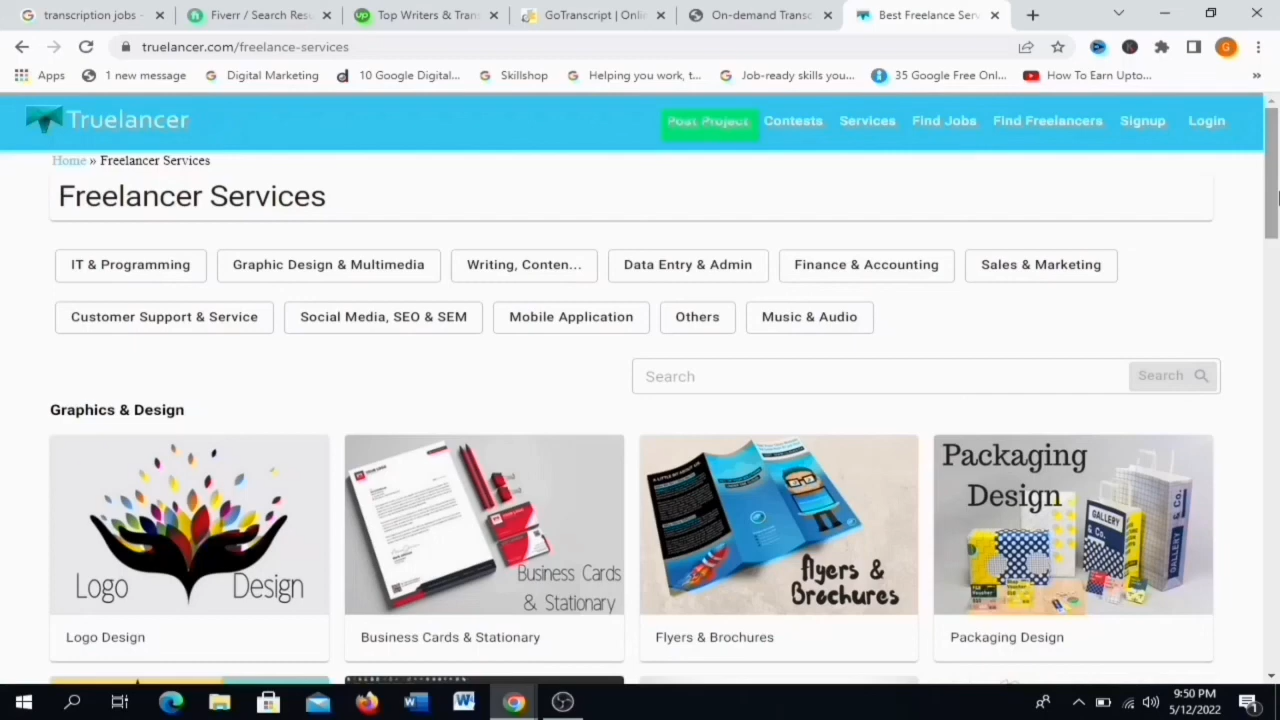 transcription jobs -
Fiverr / Search Resu
Top Writers & Tran
GoTranscript | Onli
On-demand Transc
Best Freelance Serv
truelancer.com/freelance-services
G
Apps
1 new message
Digital Marketing
10 Google Digital...
Skillshop
Helping you work, t...
Job-ready skills you...
35 Google Free Onl...
How To Earn Upto...
Truelancer
Post Project
Contests
Services
Find Jobs
Find Freelancers
Signup
Login
Home » Freelancer Services
Freelancer Services
IT & Programming
Graphic Design & Multimedia
Writing, Conten...
Data Entry & Admin
Finance & Accounting
Sales & Marketing
Customer Support & Service
Social Media, SEO & SEM
Mobile Application
Others
Music & Audio
Search
Search
Graphics & Design
Logo Design
Business Cards
& Stationary
flyers &
Brochures
Packaging
Design
GALLERY
& Co.
Logo Design
Business Cards & Stationary
Flyers & Brochures
Packaging Design
9:50 PM
5/12/2022